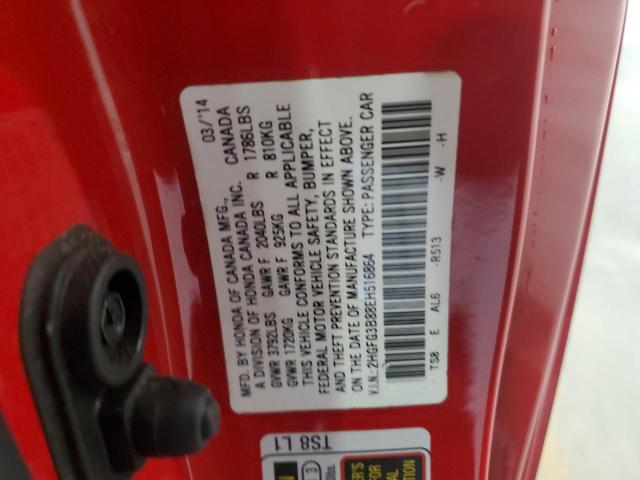 MFD. BY HONDA OF CANADA MFG., 03/'14
A DIVISION OF HONDA CANADA INC. CANADA
GVWR 3792LBS GAWR F 2040LBS R 1786LBS
GVWR 1720KG GAWR F 925KG R 810KG
THIS VEHICLE CONFORMS TO ALL APPLICABLE
FEDERAL MOTOR VEHICLE SAFETY, BUMPER,
AND THEFT PREVENTION STANDARDS IN EFFECT
ON THE DATE OF MANUFACTURE SHOWN ABOVE.
V.I.N.: 2HGFG3B88EH516864 TYPE: PASSENGER CAR
TS8 E AL6 -R513 -W -H
TS8 L1